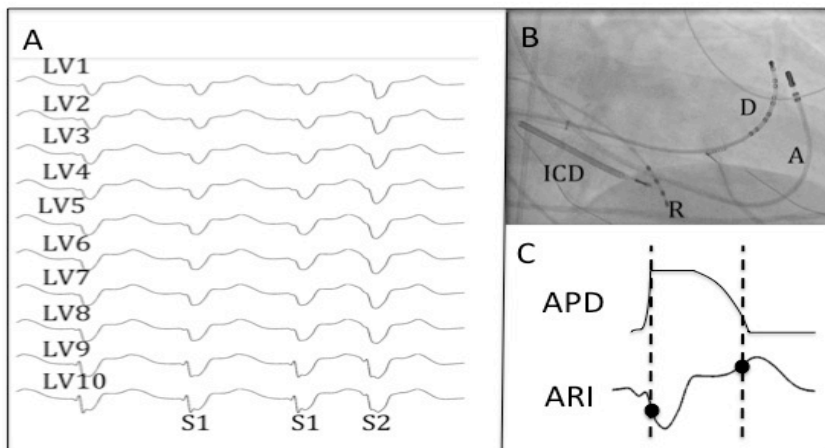 A
LV1
LV2
LV3
LV4
LV5
LV6
LV7
LV8
LV9
LV10
S1 S1 S2
B
D
A
ICD
R
C
APD
ARI